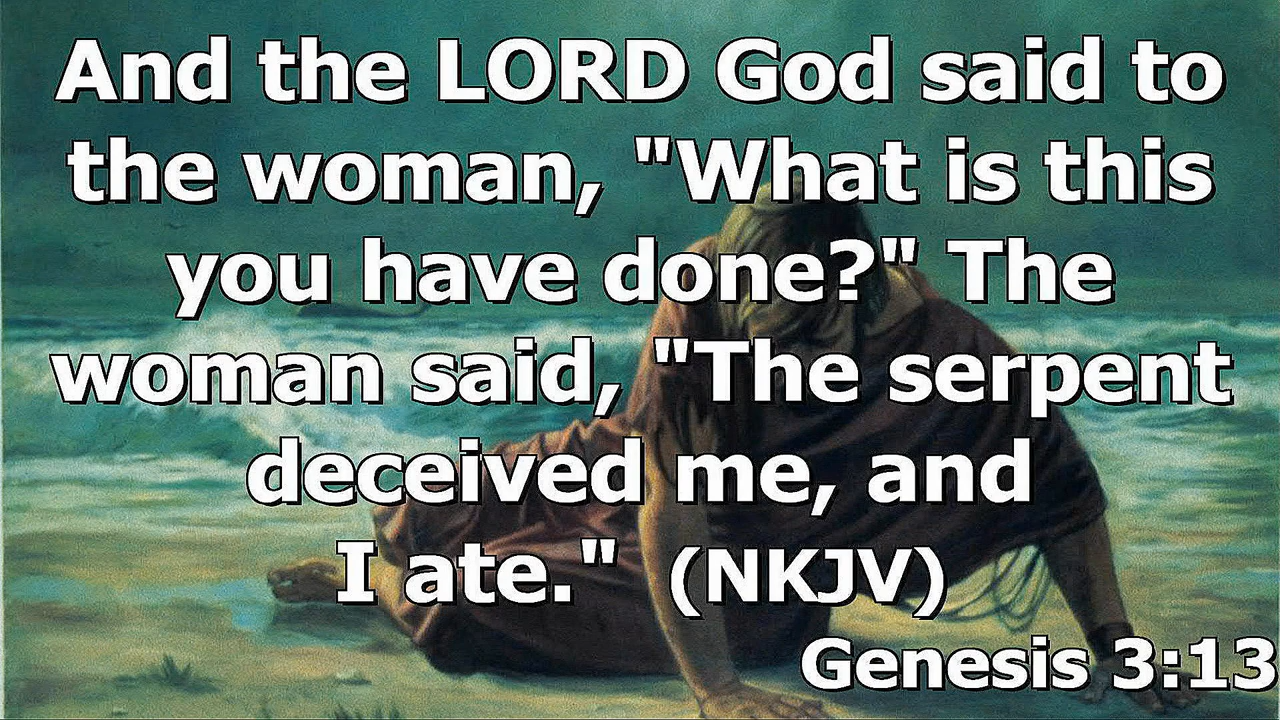 And the LORD God said to
the woman, "What is this
you have done?" The
woman said, "The serpent
deceived me, and
I ate." (NKJV)
Genesis 3:13